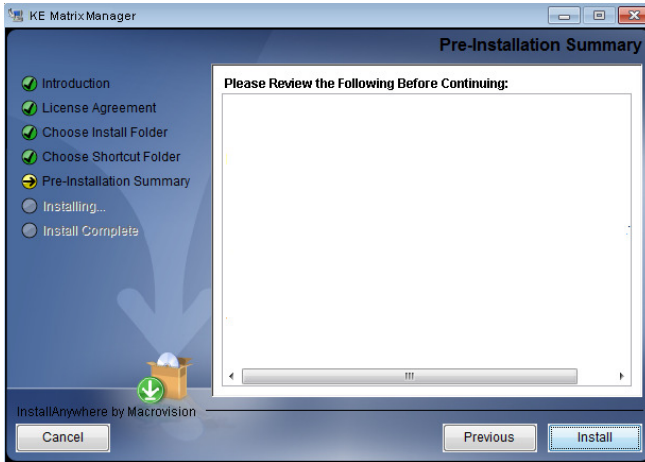 KE MatrixManager
Pre-Installation Summary
Introduction
License Agreement
Choose Install Folder
Choose Shortcut Folder
Pre-Installation Summary
Installing...
Install Complete
Please Review the Following Before Continuing:
InstallAnywhere by Macrovision
Cancel
Previous
Install